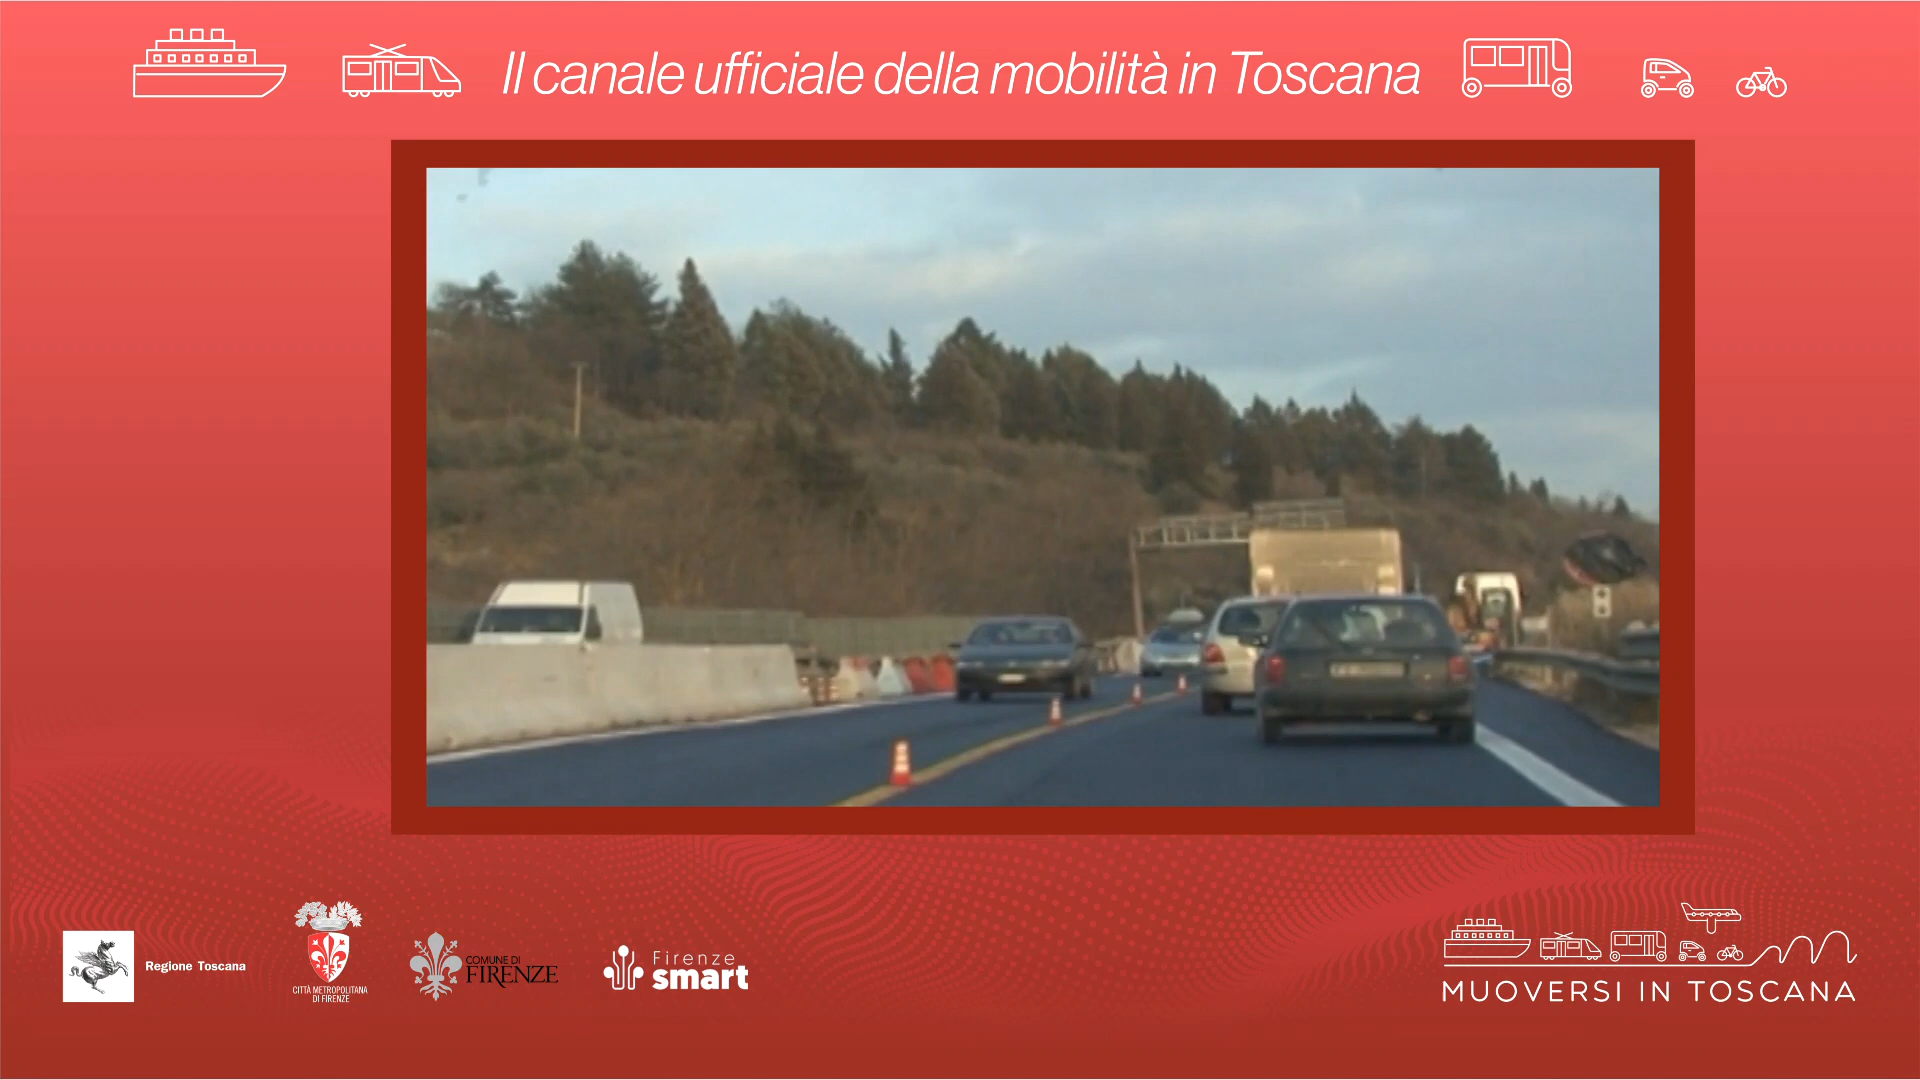 Il canale ufficiale della mobilità in Toscana
Regione Toscana
CITTÀ METROPOLITANA
DI FIRENZE
COMUNE DI
FIRENZE
Firenze
smart
MUOVERSI IN TOSCANA